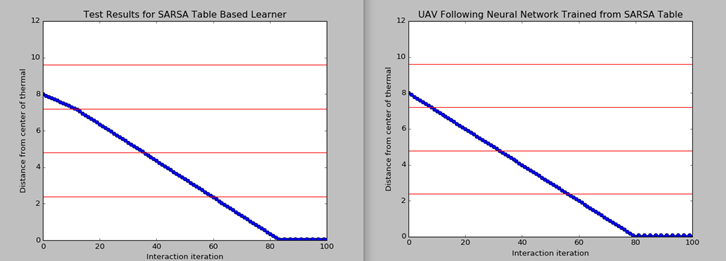 Test Results for SARSA Table Based Learner
12
10
8
6
4
2
0
Distance from center of thermal
0 20 40 60 80 100
Interaction iteration
UAV Following Neural Network Trained from SARSA Table
12
10
8
6
4
2
0
Distance from center of thermal
0 20 40 60 80 100
Interaction iteration